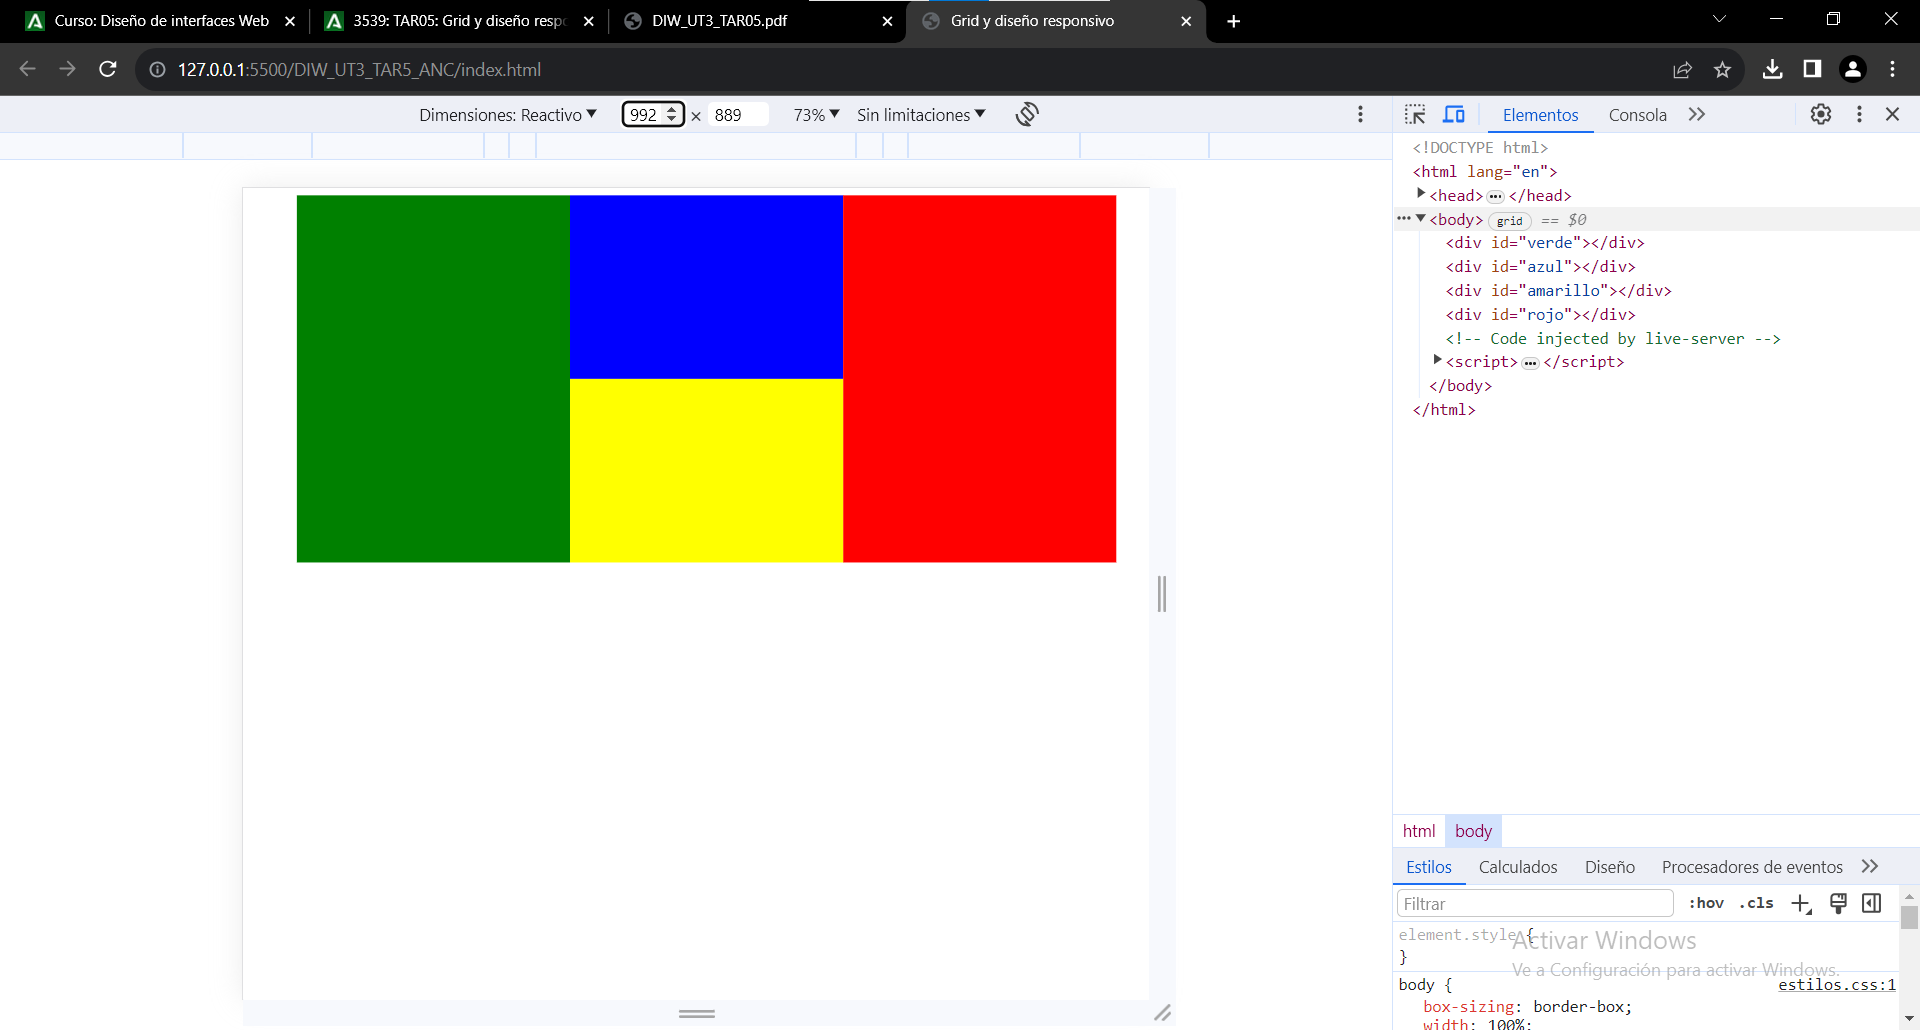 Curso: Diseño de interfaces Web
3539: TAR05: Grid y diseño resp
DIW_UT3_TAR05.pdf
Grid y diseño responsivo
127.0.0.1:5500/DIW_UT3_TAR5_ANC/index.html
Dimensiones: Reactivo 992 × 889 73% Sin limitaciones
Elementos Consola
<!DOCTYPE html>
<html lang="en">
<head> ••• </head>
••• <body> grid == $0
<div id="verde"></div>
<div id="azul"></div>
<div id="amarillo"></div>
<div id="rojo"></div>
<!-- Code injected by live-server -->
<script> ••• </script>
</body>
</html>
html body
Estilos Calculados Diseño Procesadores de eventos
Filtrar :hov .cls
element.style {
}
Activar Windows
Ve a Configuración para activar Windows.
body { estilos.css:1
box-sizing: border-box;
width: 100%;